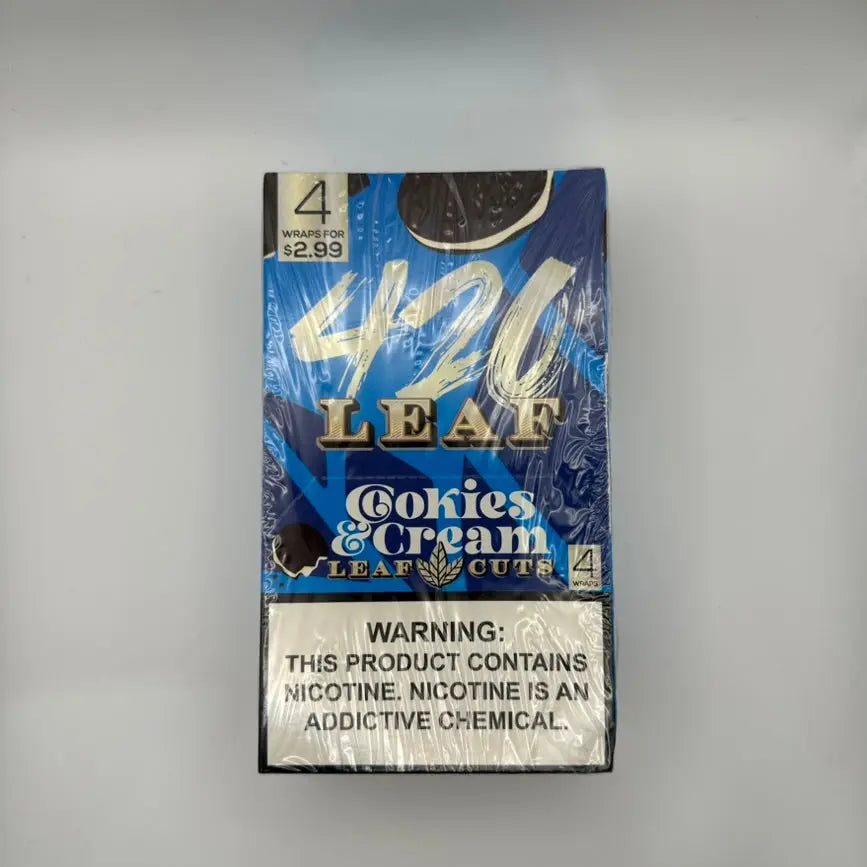 4
WRAPS FOR
$2.99
420
LEAF
Cookies
& Cream
LEAF CUTS
4
WRAPS
WARNING:
THIS PRODUCT CONTAINS
NICOTINE. NICOTINE IS AN
ADDICTIVE CHEMICAL.